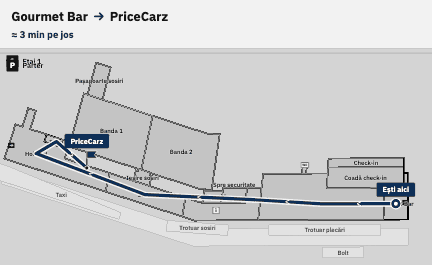 Gourmet Bar → PriceCarz
≈ 3 min pe jos
P
Etaj 1
Parter
Pașapoarte sosiri
Banda 1
Banda 2
PriceCarz
Ieșire sosiri
Spre securitate
Check-in
Coadă check-in
Ești aici
Taxi
Trotuar sosiri
Trotuar plecări
Bolt